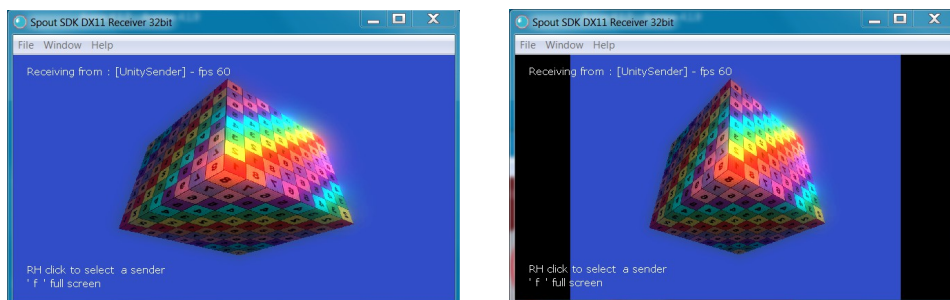 Spout SDK DX11 Receiver 32bit
File Window Help
Receiving from : [UnitySender] - fps 60
RH click to select a sender
' f ' full screen
Spout SDK DX11 Receiver 32bit
File Window Help
Receiving from : [UnitySender] - fps 60
RH click to select a sender
' f ' full screen